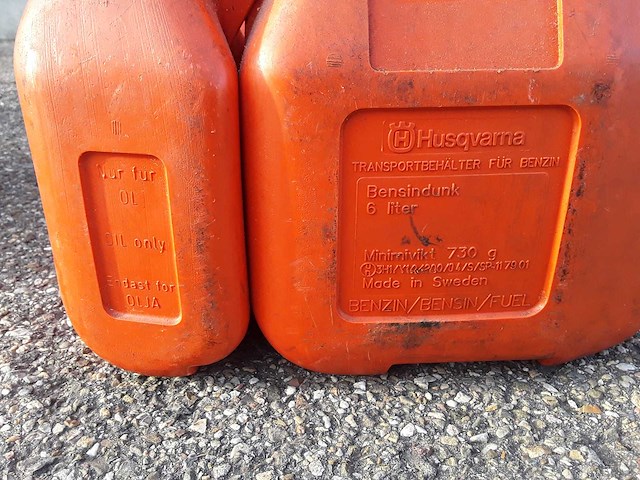 Nur für
ÖL
OIL only
Endast for
OLJA
Husqvarna
TRANSPORTBEHÄLTER FÜR BENZIN
Bensindunk
6 liter
Minimivikt 730 g
Made in Sweden
BENZIN/BENSIN/FUEL